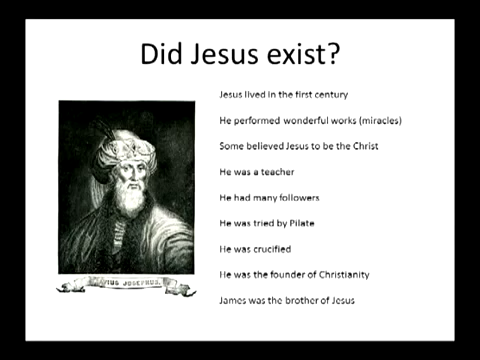 Did Jesus exist?
Jesus lived in the first century
He performed wonderful works (miracles)
Some believed Jesus to be the Christ
He was a teacher
He had many followers
He was tried by Pilate
He was crucified
He was the founder of Christianity
James was the brother of Jesus
JOSEPHUS.